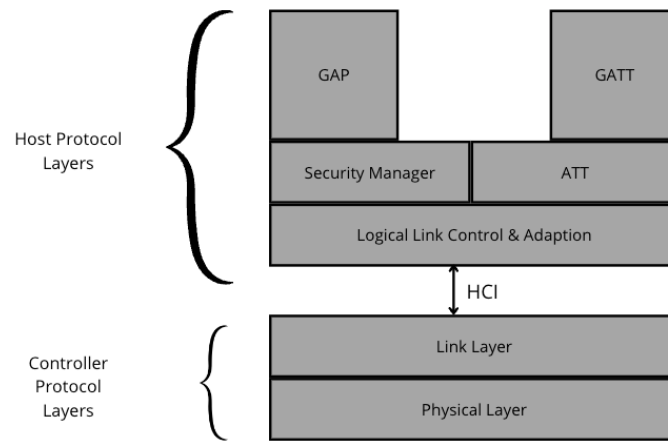 GAP
GATT
Host Protocol
Layers
Security Manager
ATT
Logical Link Control & Adaption
HCI
Controller
Protocol
Layers
Link Layer
Physical Layer